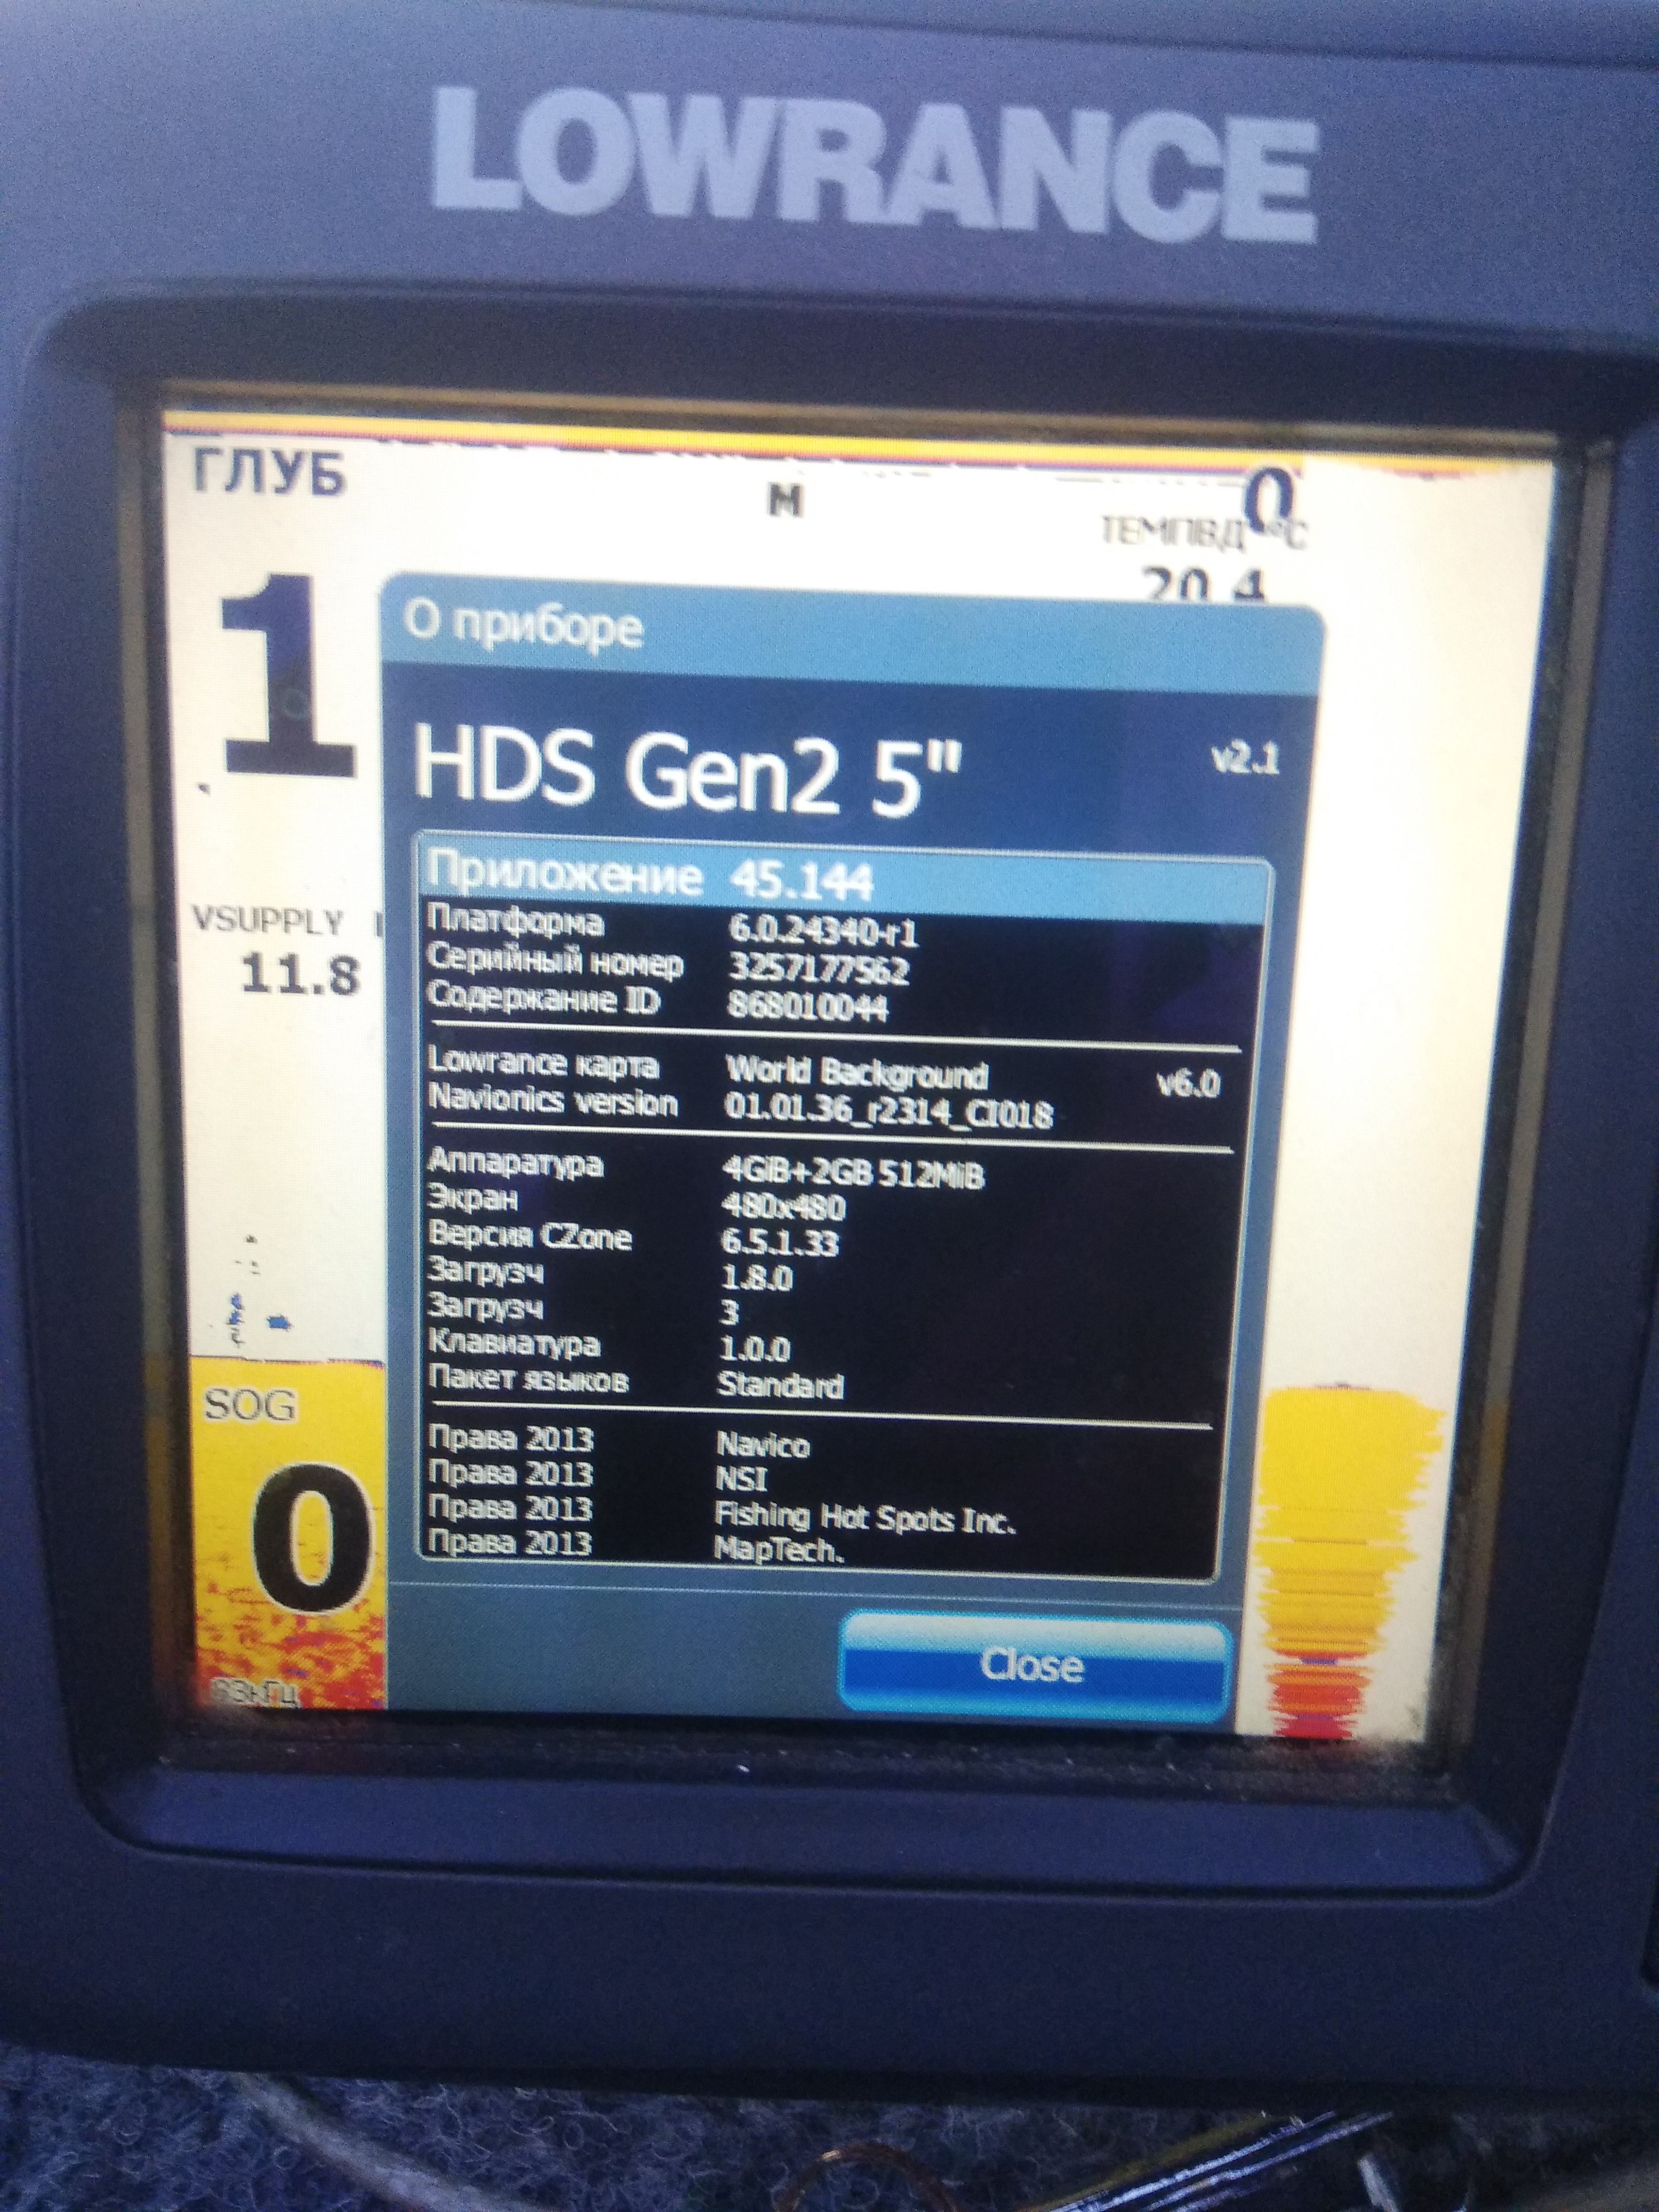 LOWRANCE
ГЛУБ
М
0
ТЕМПВД °C
20.4
1
О приборе
HDS Gen2 5"
v2.1
Приложение 45.144
Платформа 6.0.24340-r1
VSUPPLY
Серийный номер 3257177562
11.8
Содержание ID 868010044
Lowrance карта World Background v6.0
Navionics version 01.01.36_r2314_CI018
Аппаратура 4GiB+2GB 512MiB
Экран 480x480
Версия CZone 6.5.1.33
Загрузч 1.8.0
Загрузч 3
Клавиатура 1.0.0
Пакет языков Standard
SOG
0
Права 2013 Navico
Права 2013 NSI
Права 2013 Fishing Hot Spots Inc.
Права 2013 MapTech.
Close